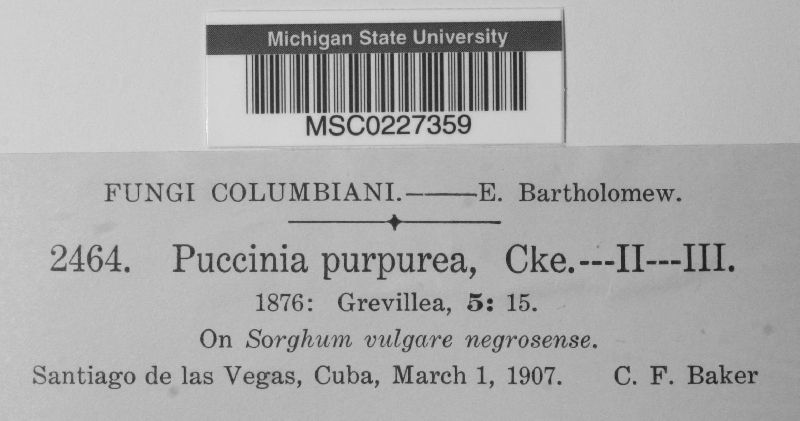 Michigan State University
MSC0227359
FUNGI COLUMBIANI.———E. Bartholomew.
2464. Puccinia purpurea, Cke.---II---III.
1876: Grevillea, 5: 15.
On Sorghum vulgare negrosense.
Santiago de las Vegas, Cuba, March 1, 1907. C. F. Baker